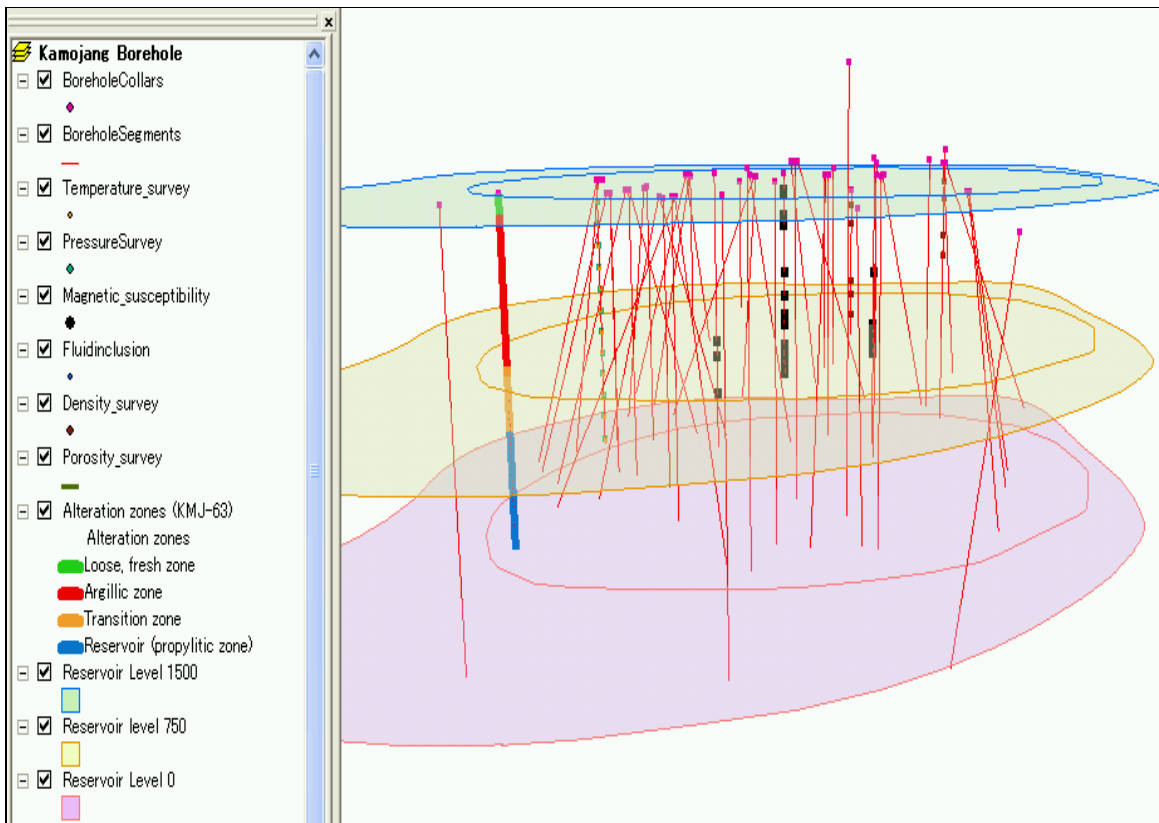 Kamojang Borehole
BoreholeCollars
BoreholeSegments
Temperature_survey
PressureSurvey
Magnetic_susceptibility
Fluidinclusion
Density_survey
Porosity_survey
Alteration zones (KMJ-63)
Alteration zones
Loose, fresh zone
Argillic zone
Transition zone
Reservoir (propylitic zone)
Reservoir Level 1500
Reservoir level 750
Reservoir Level 0